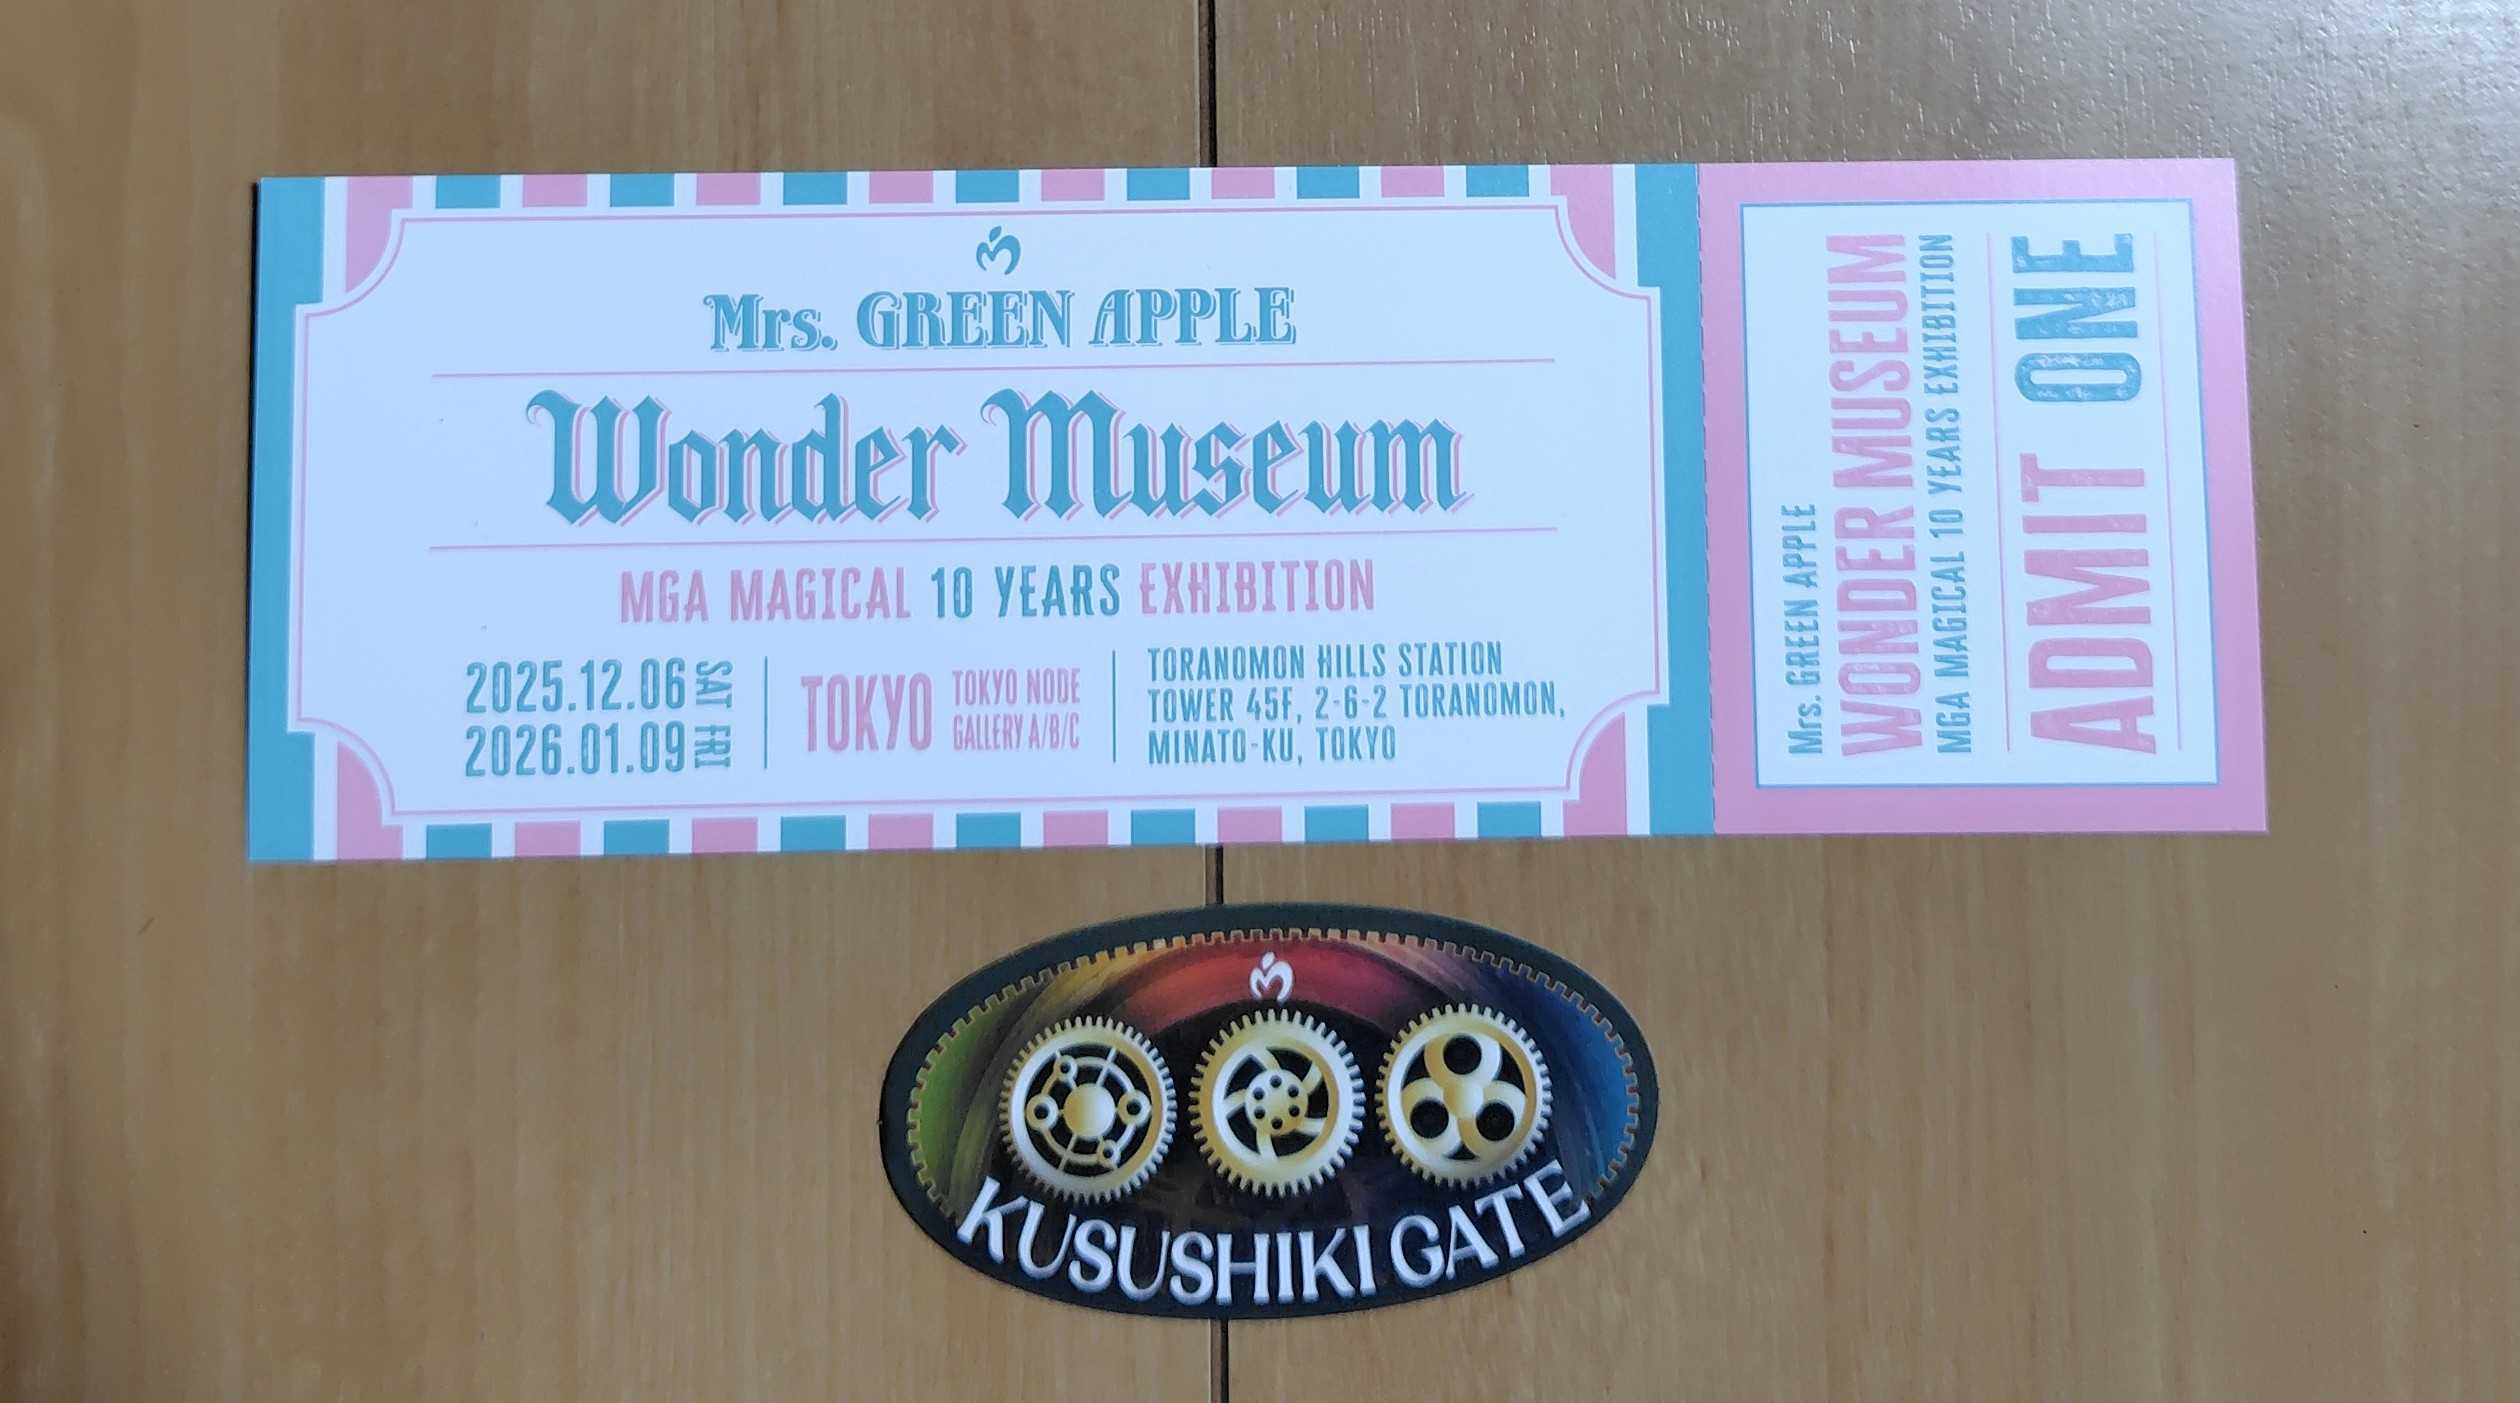 Mrs. GREEN APPLE
Wonder Museum
MGA MAGICAL 10 YEARS EXHIBITION
2025.12.06 SAT
2026.01.09 FRI
TOKYO
TOKYO NODE
GALLERY A/B/C
TORANOMON HILLS STATION
TOWER 45F, 2-6-2 TORANOMON,
MINATO-KU, TOKYO
Mrs. GREEN APPLE
WONDER MUSEUM
MGA MAGICAL 10 YEARS EXHIBITION
ADMIT ONE
KUSUSHIKI GATE